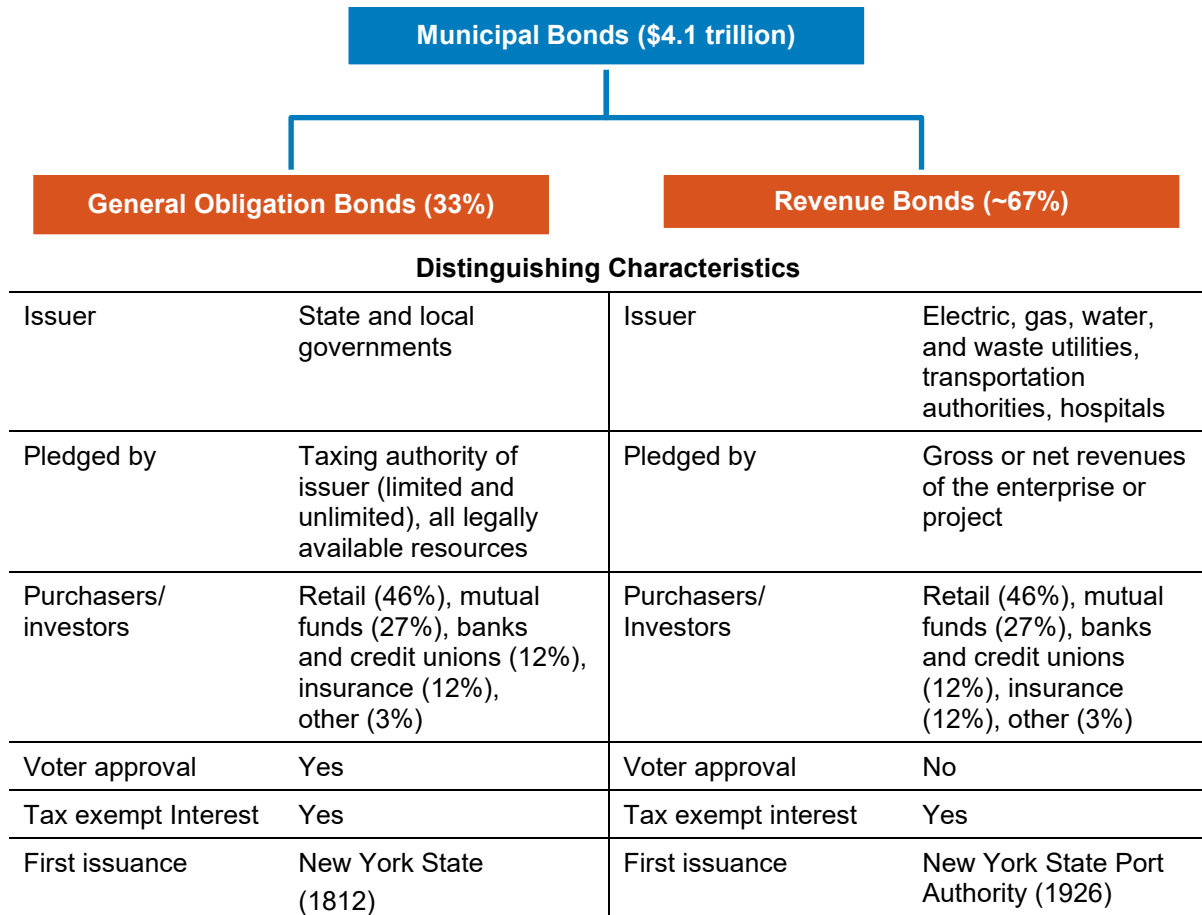 Municipal Bonds ($4.1 trillion)
General Obligation Bonds (33%)
Revenue Bonds (~67%)
Distinguishing Characteristics
Issuer
State and local
governments
Issuer
Electric, gas, water,
and waste utilities,
transportation
authorities, hospitals
Pledged by
Taxing authority of
issuer (limited and
unlimited), all legally
available resources
Pledged by
Gross or net revenues
of the enterprise or
project
Purchasers/
investors
Retail (46%), mutual
funds (27%), banks
and credit unions (12%),
insurance (12%),
other (3%)
Purchasers/
Investors
Retail (46%), mutual
funds (27%), banks
and credit unions
(12%), insurance
(12%), other (3%)
Voter approval
Yes
Voter approval
No
Tax exempt Interest
Yes
Tax exempt interest
Yes
First issuance
New York State
(1812)
First issuance
New York State Port
Authority (1926)